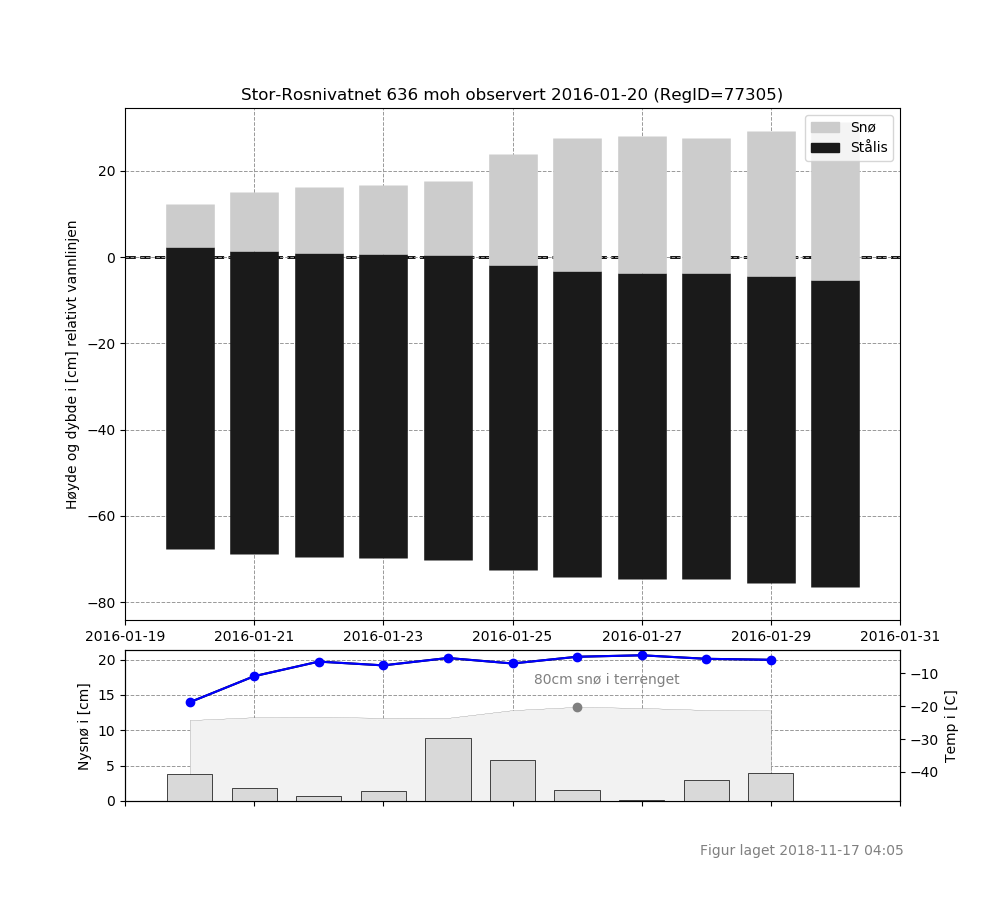 Stor-Rosnivatnet 636 moh observert 2016-01-20 (RegID=77305)
Snø
Stålis
Høyde og dybde i [cm] relativt vannlinjen
20
0
−20
−40
−60
−80
2016-01-19 2016-01-21 2016-01-23 2016-01-25 2016-01-27 2016-01-29 2016-01-31
Nysnø i [cm]
20
15
10
5
0
80cm snø i terrenget
−10
−20
−30
−40
Temp i [C]
Figur laget 2018-11-17 04:05